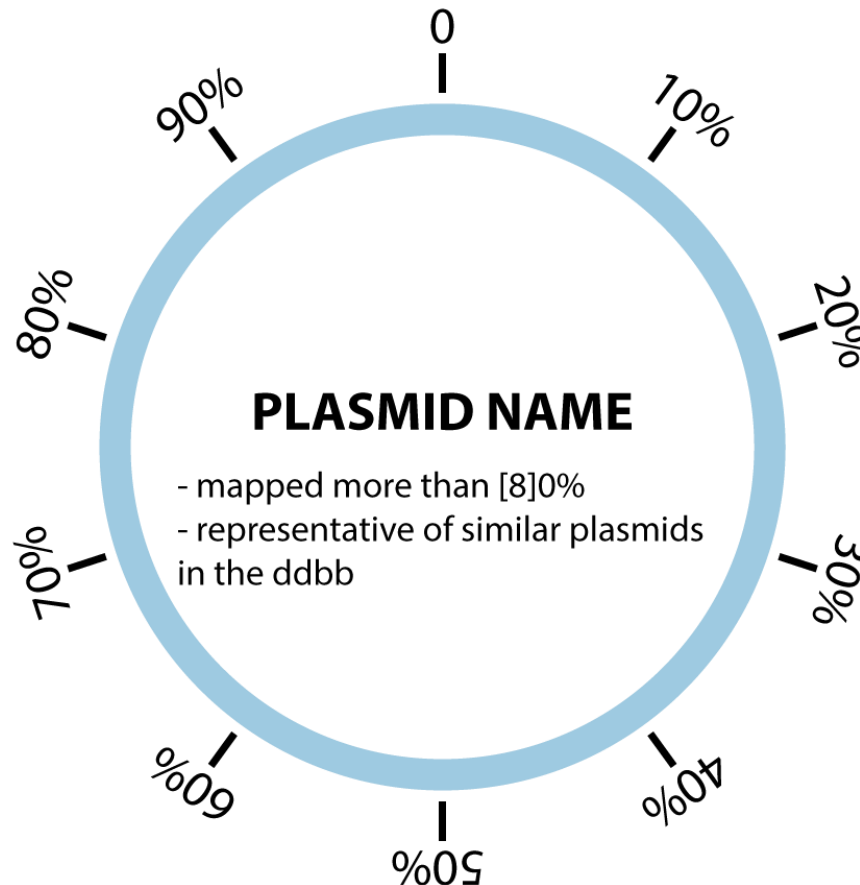 0
10%
20%
30%
40%
50%
60%
70%
80%
90%
PLASMID NAME
- mapped more than [8]0%
- representative of similar plasmids
in the ddbb